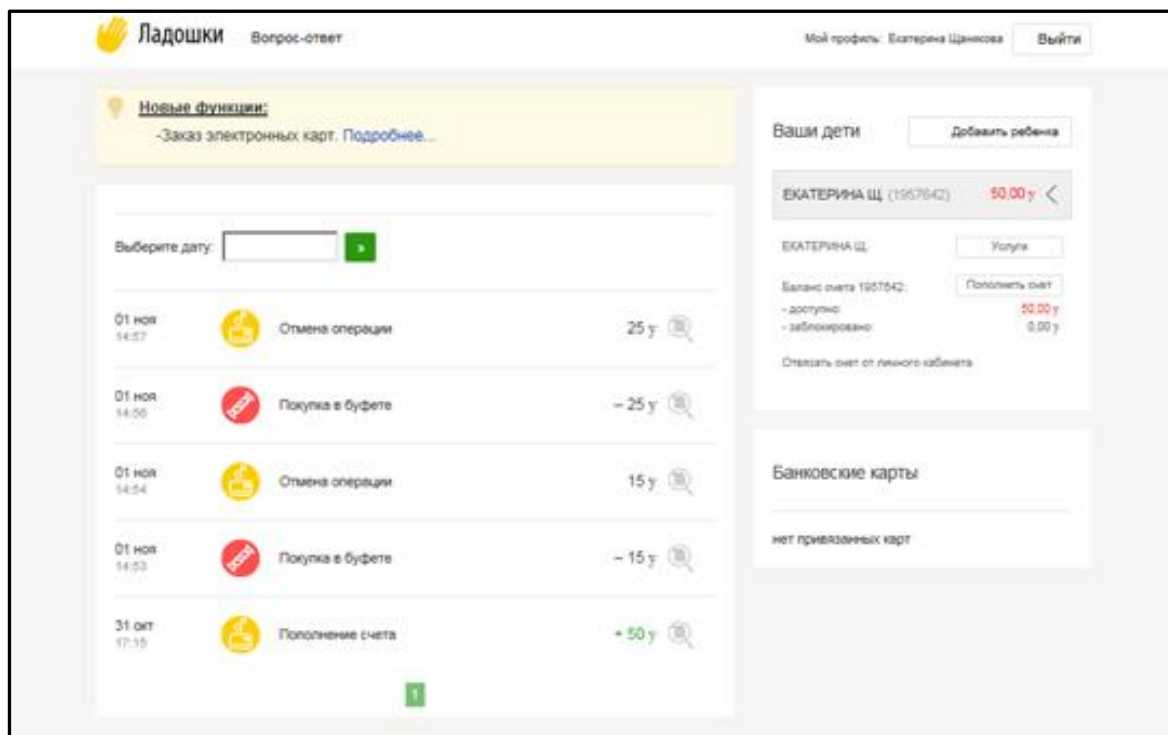 Ладошки Вопрос-ответ
Мой профиль: Екатерина Щаникова Выйти
Новые функции:
-Заказ электронных карт. Подробнее...
Выберите дату: »
01 ноя
14:57
Отмена операции
25 у
01 ноя
14:56
Покупка в буфете
– 25 у
01 ноя
14:54
Отмена операции
15 у
01 ноя
14:53
Покупка в буфете
– 15 у
31 окт
17:15
Пополнение счета
+ 50 у
1
Ваши дети Добавить ребенка
ЕКАТЕРИНА Щ. (1957642) 50,00 у
ЕКАТЕРИНА Щ. Услуги
Баланс счета 1957642: Пополнить счет
- доступно: 50,00 у
- заблокировано: 0,00 у
Отвязать счет от личного кабинета
Банковские карты
нет привязанных карт